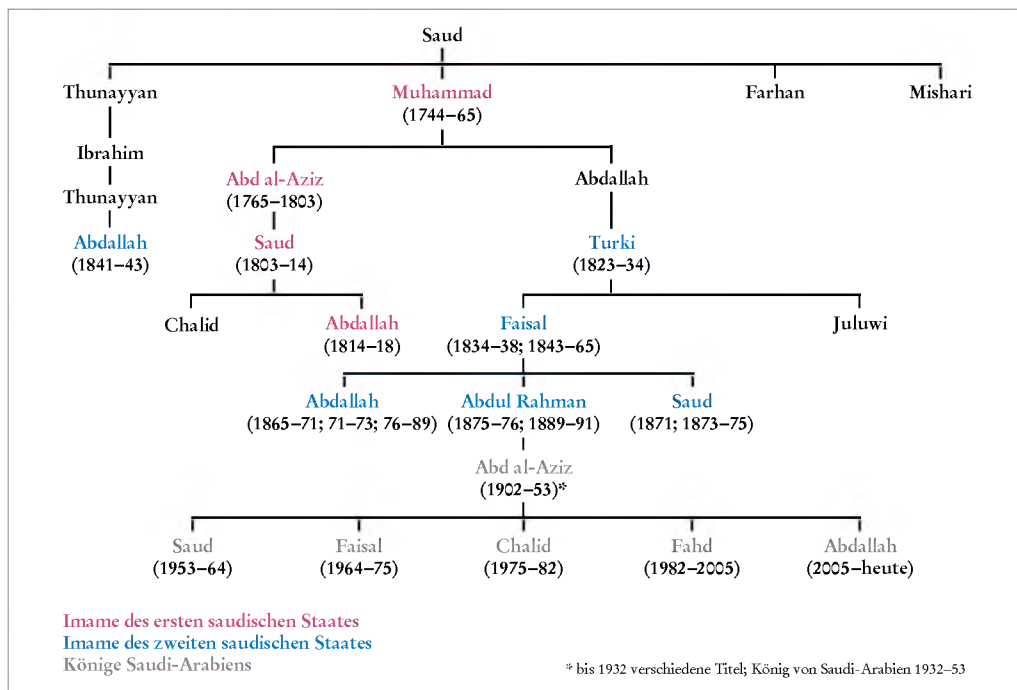 Saud
Thunayyan Muhammad Farhan Mishari
(1744–65)
Ibrahim
Abd al-Aziz Abdallah
(1765–1803)
Thunayyan
Abdallah Saud Turki
(1841–43) (1803–14) (1823–34)
Chalid Abdallah Faisal Juluwi
(1814–18) (1834–38; 1843–65)
Abdallah Abdul Rahman Saud
(1865–71; 71–73; 76–89) (1875–76; 1889–91) (1871; 1873–75)
Abd al-Aziz
(1902–53)*
Saud Faisal Chalid Fahd Abdallah
(1953–64) (1964–75) (1975–82) (1982–2005) (2005–heute)
Imame des ersten saudischen Staates
Imame des zweiten saudischen Staates
Könige Saudi-Arabiens
* bis 1932 verschiedene Titel; König von Saudi-Arabien 1932–53